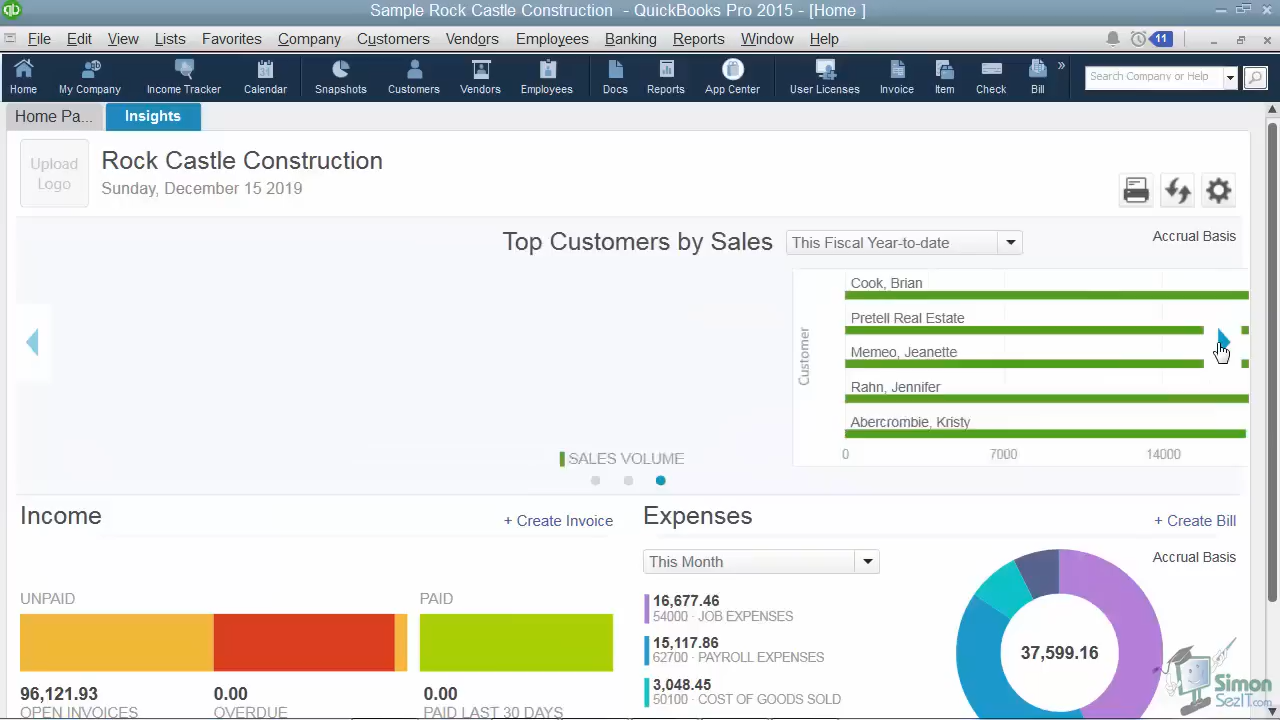 qb
Sample Rock Castle Construction - QuickBooks Pro 2015 - [Home ]
File Edit View Lists Favorites Company Customers Vendors Employees Banking Reports Window Help 11
Home My Company Income Tracker Calendar Snapshots Customers Vendors Employees Docs Reports App Center User Licenses Invoice Item Check Bill » Search Company or Help
Home Pa... Insights
Upload Logo
Rock Castle Construction
Sunday, December 15 2019
Top Customers by Sales This Fiscal Year-to-date Accrual Basis
Customer
Cook, Brian
Pretell Real Estate
Memeo, Jeanette
Rahn, Jennifer
Abercrombie, Kristy
0 7000 14000
SALES VOLUME
Income + Create Invoice
UNPAID PAID
96,121.93 0.00 0.00
OPEN INVOICES OVERDUE PAID LAST 30 DAYS
Expenses + Create Bill
This Month Accrual Basis
16,677.46
54000 · JOB EXPENSES
15,117.86
62700 · PAYROLL EXPENSES
3,048.45
50100 · COST OF GOODS SOLD
37,599.16
Simon
SezIT.com